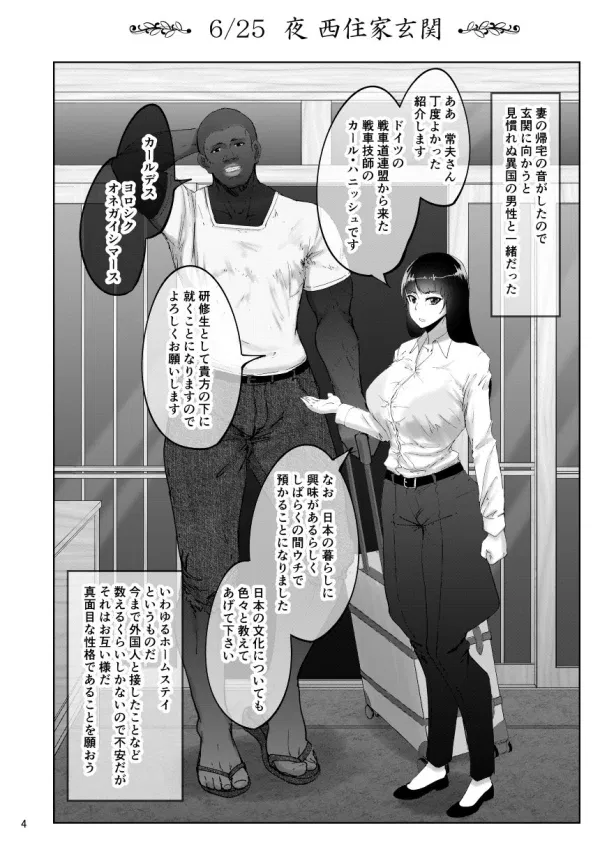 6/25 夜 西住家玄関
妻の帰宅の音がしたので
玄関に向かうと
見慣れぬ異国の男性と一緒だった
ああ 常夫さん
丁度よかった
紹介します
ドイツの
戦車道連盟から来た
戦車技師の
カール・ハニッシュです
カールデス
ヨロシク
オネガイシマース
研修生として貴方の下に
就くことになりますので
よろしくお願いします
なお 日本の暮らしに
興味があるらしく
しばらくの間ウチで
預かることになりました
日本の文化についても
色々と教えて
あげて下さい
いわゆるホームステイ
というものだ
今まで外国人と接したことなど
数えるくらいしかないので不安だが
それはお互い様だ
真面目な性格であることを願おう
4